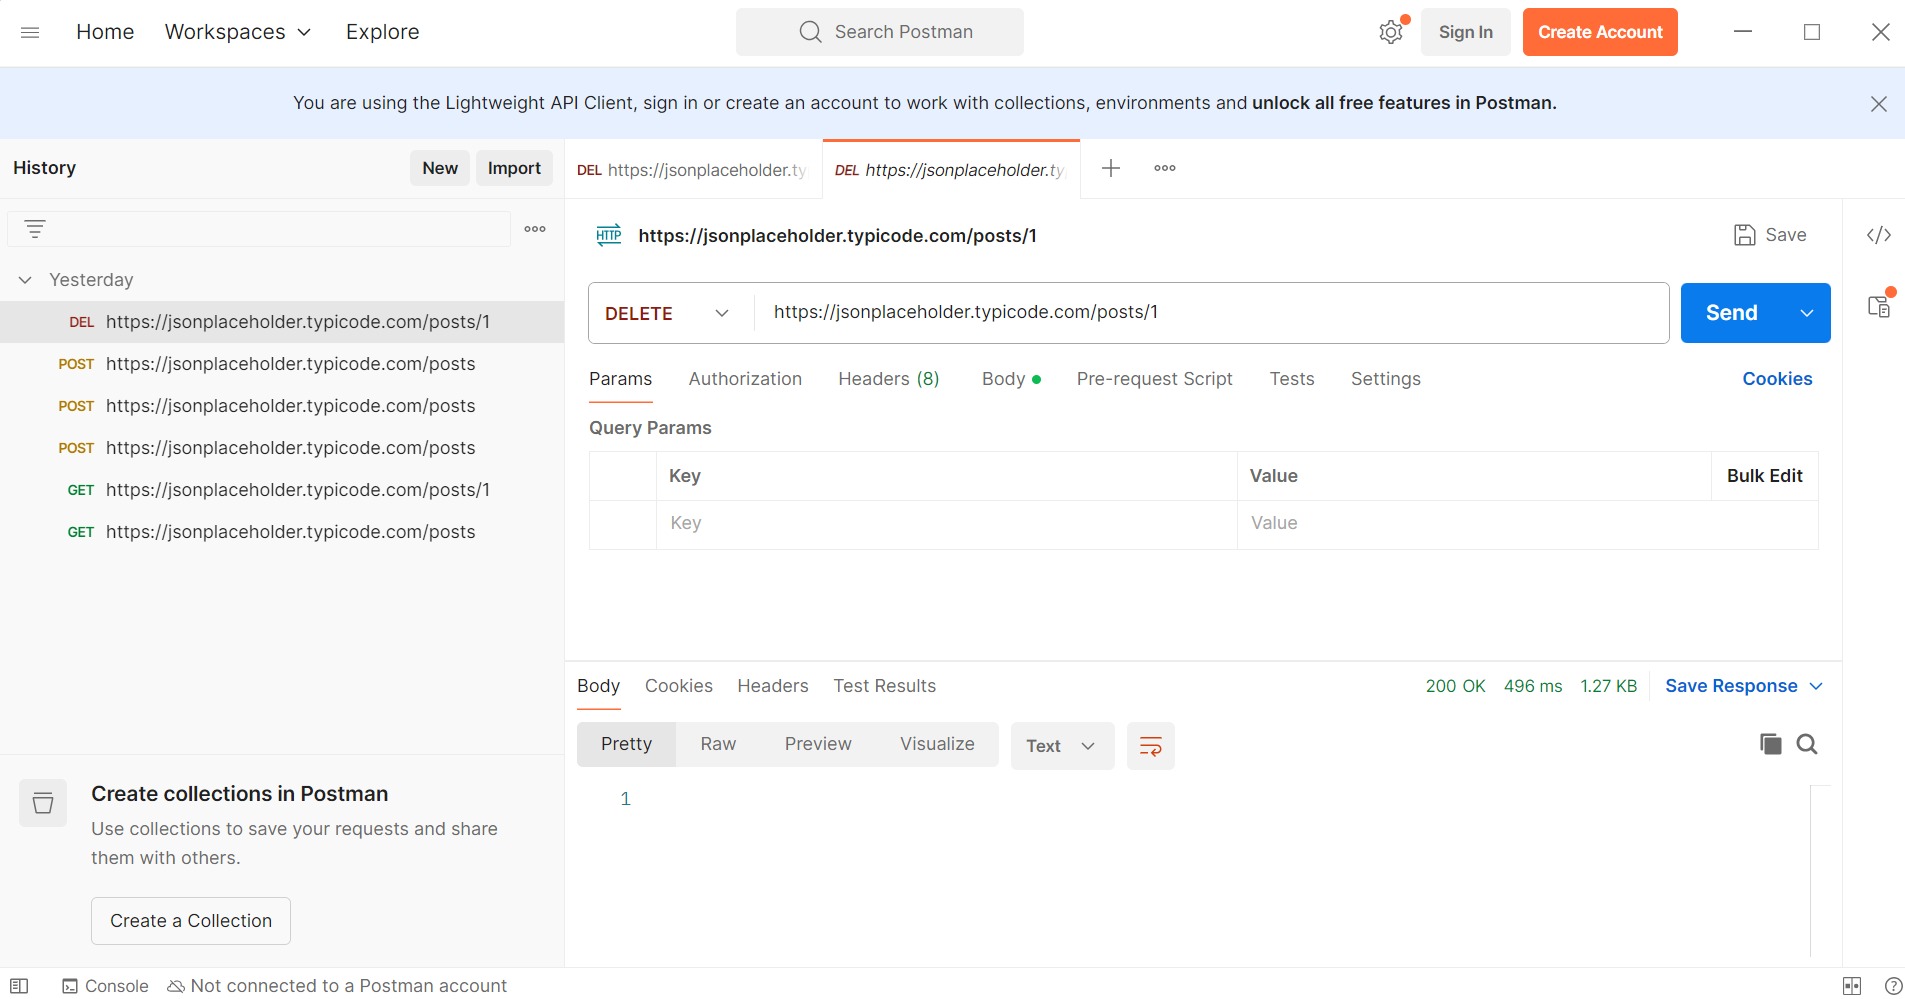 Home Workspaces Explore Search Postman Sign In Create Account
You are using the Lightweight API Client, sign in or create an account to work with collections, environments and unlock all free features in Postman.
History New Import
DEL https://jsonplaceholder.ty DEL https://jsonplaceholder.ty
HTTP https://jsonplaceholder.typicode.com/posts/1 Save
Yesterday
DEL https://jsonplaceholder.typicode.com/posts/1
POST https://jsonplaceholder.typicode.com/posts
POST https://jsonplaceholder.typicode.com/posts
POST https://jsonplaceholder.typicode.com/posts
GET https://jsonplaceholder.typicode.com/posts/1
GET https://jsonplaceholder.typicode.com/posts
DELETE https://jsonplaceholder.typicode.com/posts/1 Send
Params Authorization Headers (8) Body Pre-request Script Tests Settings Cookies
Query Params
Key Value Bulk Edit
Key Value
Body Cookies Headers Test Results 200 OK 496 ms 1.27 KB Save Response
Pretty Raw Preview Visualize Text
1
Create collections in Postman
Use collections to save your requests and share
them with others.
Create a Collection
Console Not connected to a Postman account